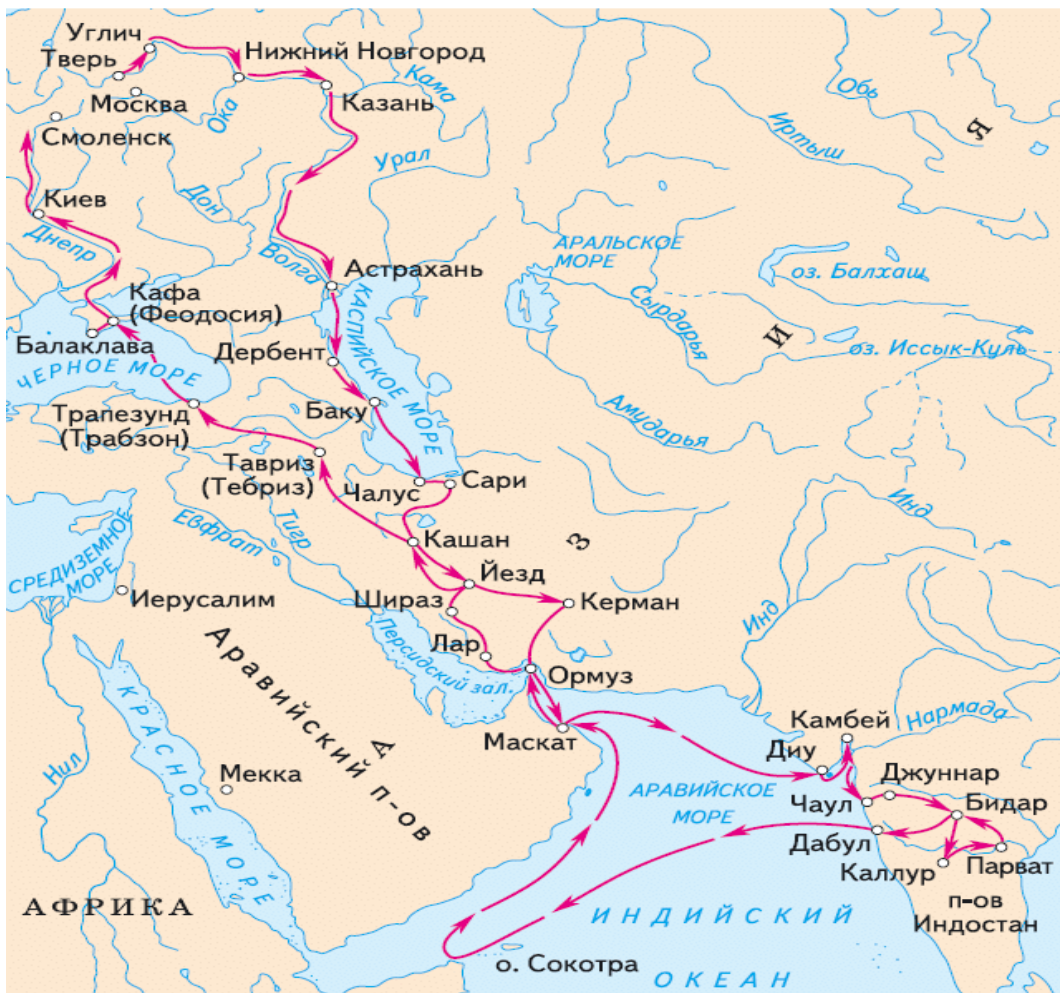 Углич
Тверь
Нижний Новгород
Москва
Ока
Казань
Кама
Смоленск
Обь
Иртыш
Я
Урал
Дон
Киев
Днепр
Волга
Астрахань
АРАЛЬСКОЕ
МОРЕ
оз. Балхаш
Сырдарья
И
оз. Иссык-Куль
Кафа
(Феодосия)
Балаклава
ЧЕРНОЕ МОРЕ
КАСПИЙСКОЕ МОРЕ
Дербент
Баку
Амударья
Трапезунд
(Трабзон)
Тавриз
(Тебриз)
Чалус
Сари
Инд
Евфрат
Тигр
Кашан
З
СРЕДИЗЕМНОЕ
МОРЕ
Иерусалим
Йезд
Шираз
Керман
Инд
Лар
Персидский зал.
Ормуз
Аравийский п-ов
А
КРАСНОЕ МОРЕ
Нил
Мекка
Маскат
Камбей
Нармада
Диу
Джуннар
АРАВИЙСКОЕ
МОРЕ
Чаул
Бидар
Дабул
Каллур
Парват
п-ов
Индостан
АФРИКА
ИНДИЙСКИЙ
о. Сокотра
ОКЕАН